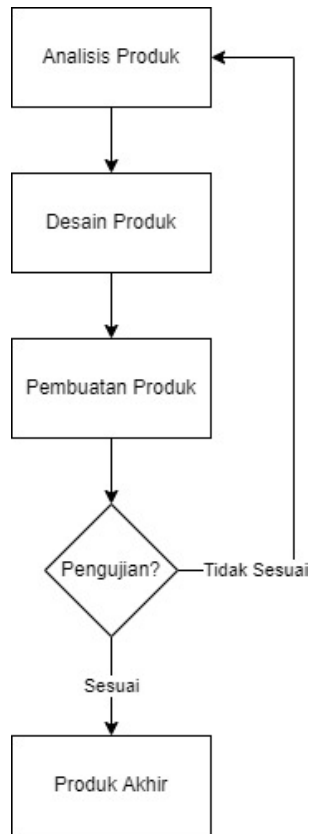 Analisis Produk
Desain Produk
Pembuatan Produk
Pengujian?
Tidak Sesuai
Sesuai
Produk Akhir